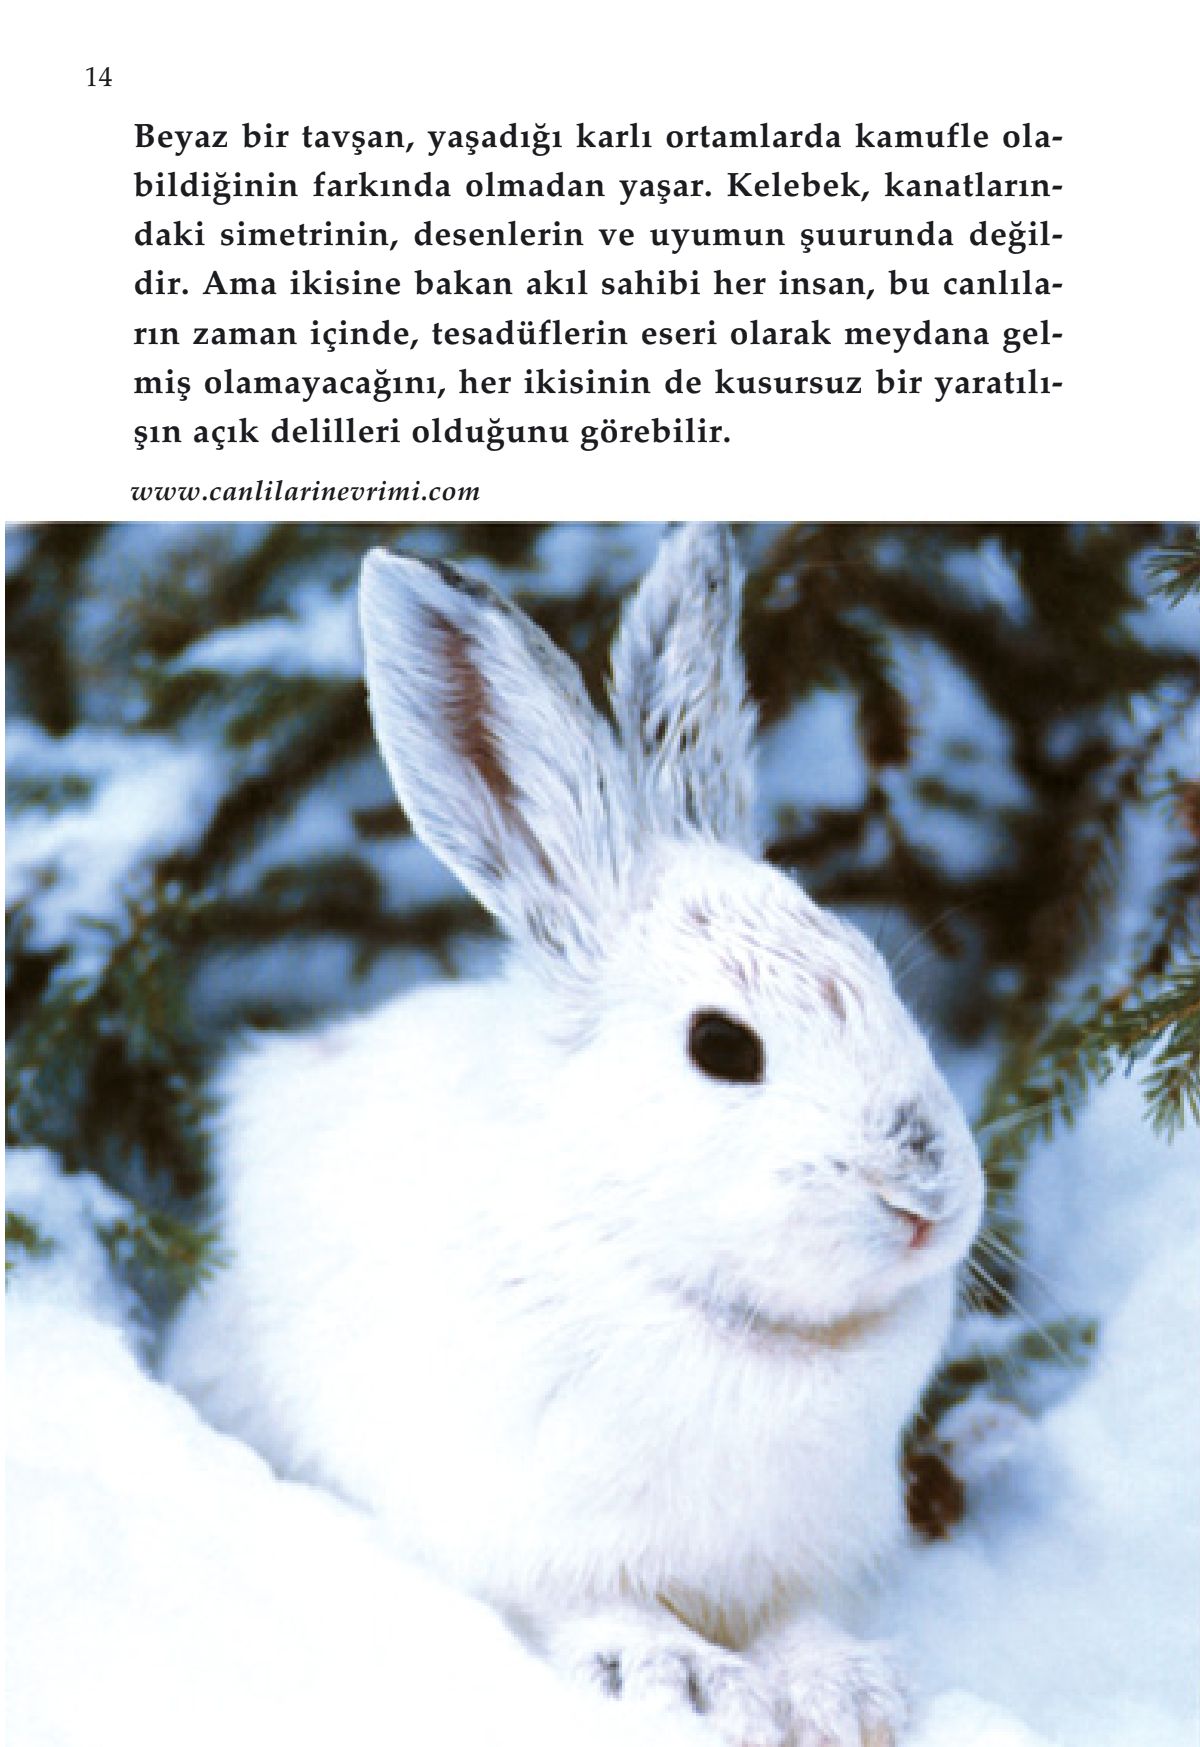 14
Beyaz bir tavşan, yaşadığı karlı ortamlarda kamufle ola-
bildiğinin farkında olmadan yaşar. Kelebek, kanatların-
daki simetrinin, desenlerin ve uyumun şuurunda değil-
dir. Ama ikisine bakan akıl sahibi her insan, bu canlıla-
rın zaman içinde, tesadüflerin eseri olarak meydana gel-
miş olamayacağını, her ikisinin de kusursuz bir yaratılı-
şın açık delilleri olduğunu görebilir.
www.canlilarinevrimi.com